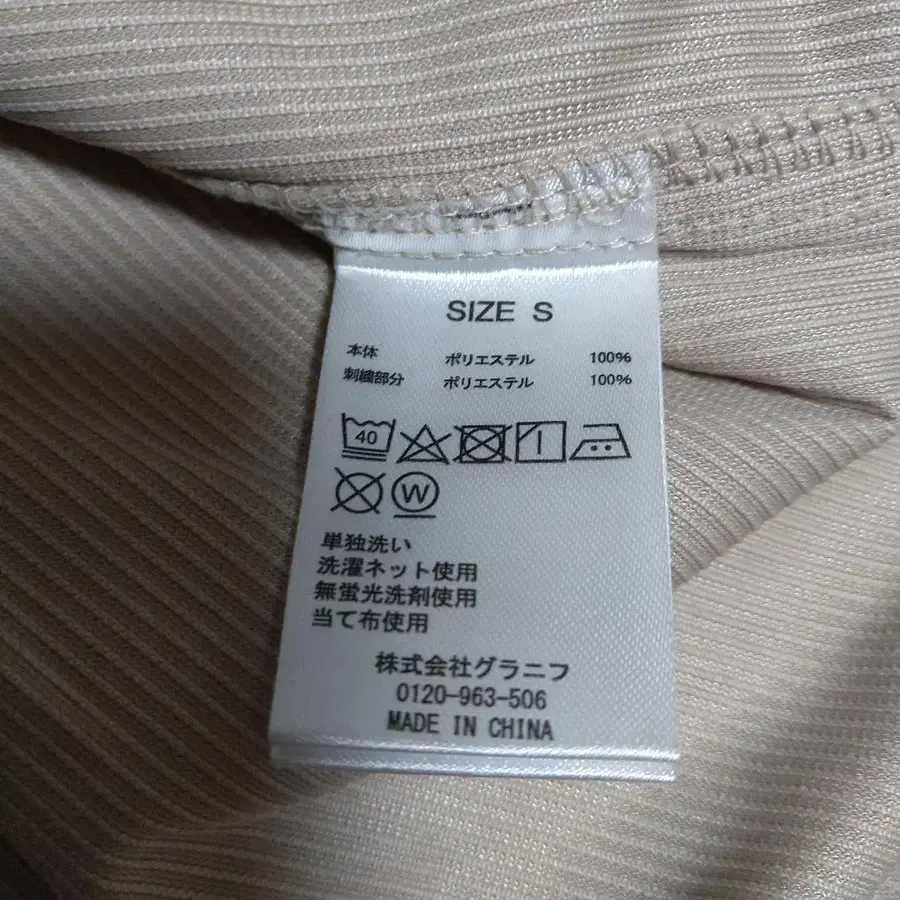 SIZE S
本体 ポリエステル 100%
刺繍部分 ポリエステル 100%
40
W
単独洗い
洗濯ネット使用
無蛍光洗剤使用
当て布使用
株式会社グラニフ
0120-963-506
MADE IN CHINA